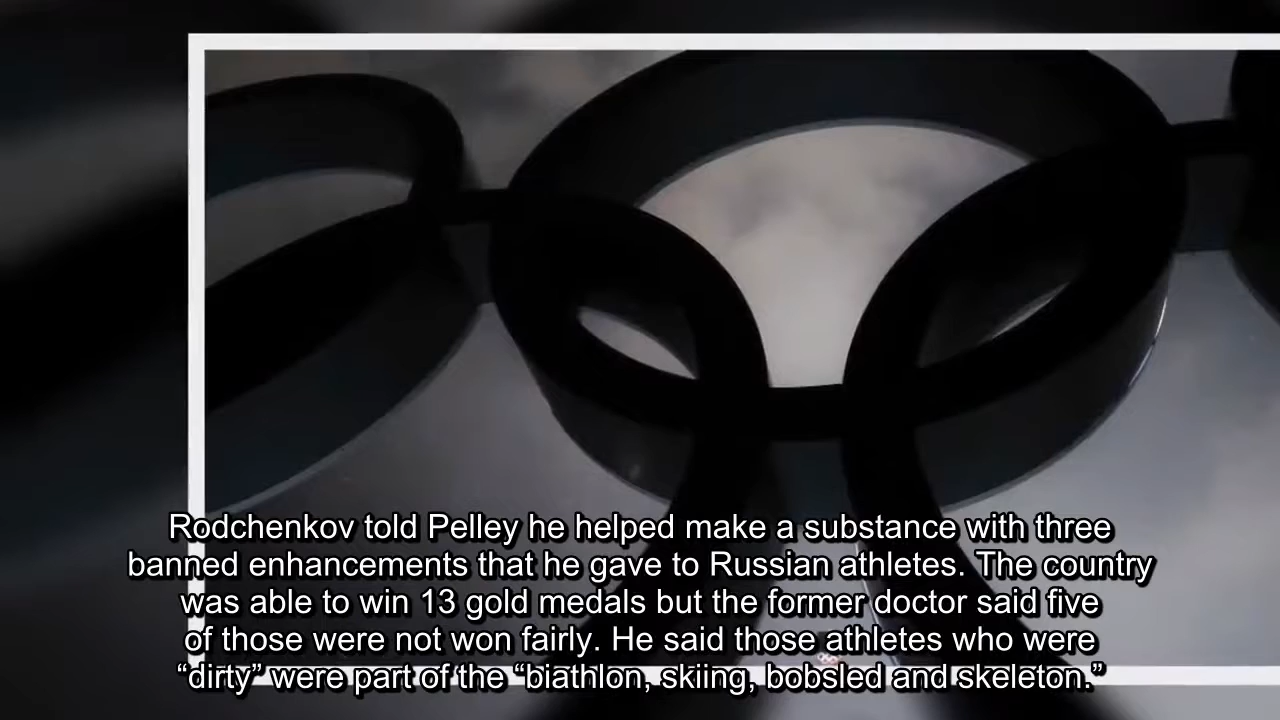 Rodchenkov told Pelley he helped make a substance with three
banned enhancements that he gave to Russian athletes. The country
was able to win 13 gold medals but the former doctor said five
of those were not won fairly. He said those athletes who were
“dirty” were part of the “biathlon, skiing, bobsled and skeleton.”